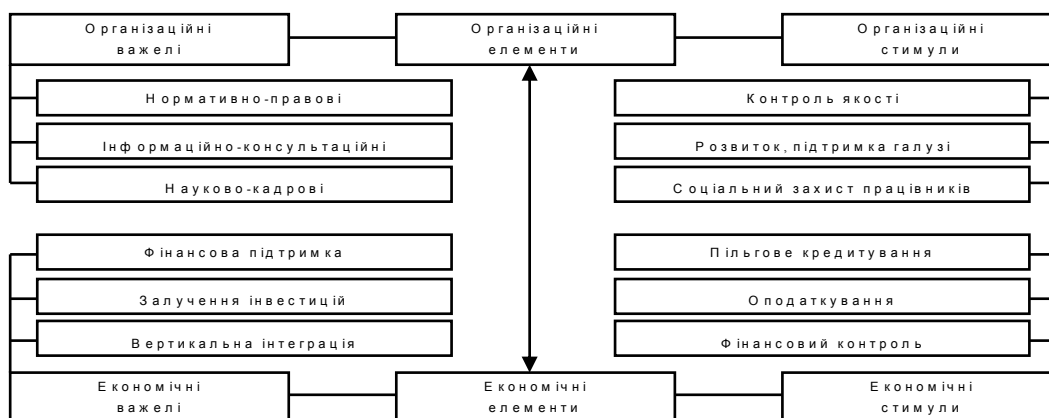 Організаційні
важелі
Організаційні
елементи
Організаційні
стимули
Нормативно-правові
Контроль якості
Інформаційно-консультаційні
Розвиток, підтримка галузі
Науково-кадрові
Соціальний захист працівників
Фінансова підтримка
Пільгове кредитування
Залучення інвестицій
Оподаткування
Вертикальна інтеграція
Фінансовий контроль
Економічні
важелі
Економічні
елементи
Економічні
стимули